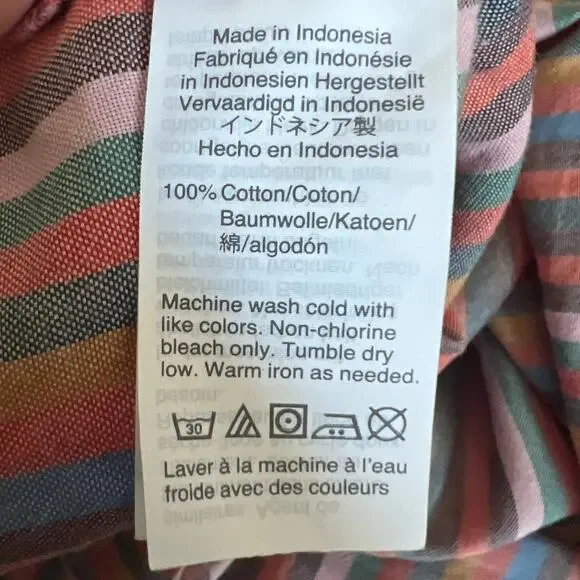 Made in Indonesia
Fabriqué en Indonésie
in Indonesien Hergestellt
Vervaardigd in Indonesië
インドネシア製
Hecho en Indonesia
100% Cotton/Coton/
Baumwolle/Katoen/
綿/algodón
Machine wash cold with
like colors. Non-chlorine
bleach only. Tumble dry
low. Warm iron as needed.
30
Laver à la machine à l'eau
froide avec des couleurs